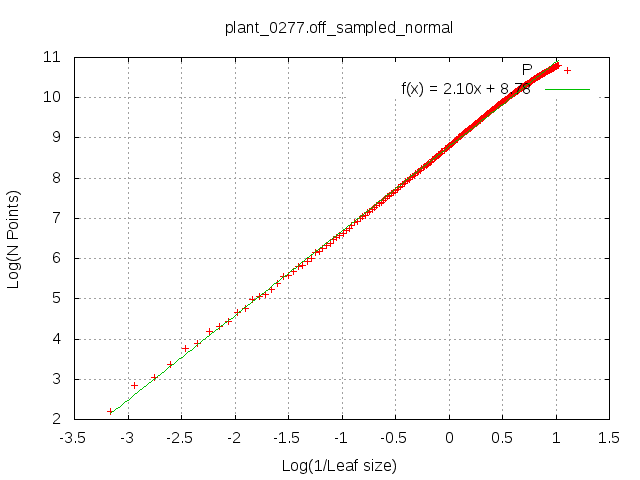 plant_0277.off_sampled_normal
11
10
9
8
7
6
5
4
3
2
Log(N Points)
P
f(x) = 2.10x + 8.78
-3.5 -3 -2.5 -2 -1.5 -1 -0.5 0 0.5 1 1.5
Log(1/Leaf size)